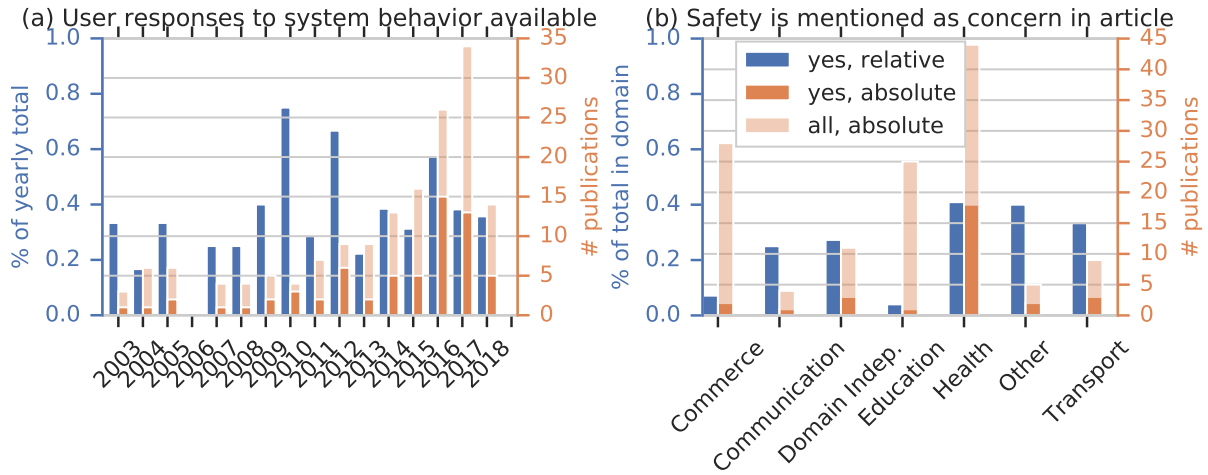 (a) User responses to system behavior available
% of yearly total
1.0
0.8
0.6
0.4
0.2
0.0
35
30
25
20
15
10
5
0
# publications
2003
2004
2005
2006
2007
2008
2009
2010
2011
2012
2013
2014
2015
2016
2017
2018
(b) Safety is mentioned as concern in article
% of total in domain
1.0
0.8
0.6
0.4
0.2
0.0
yes, relative
yes, absolute
all, absolute
45
40
35
30
25
20
15
10
5
0
# publications
Commerce
Communication
Domain Indep.
Education
Health
Other
Transport